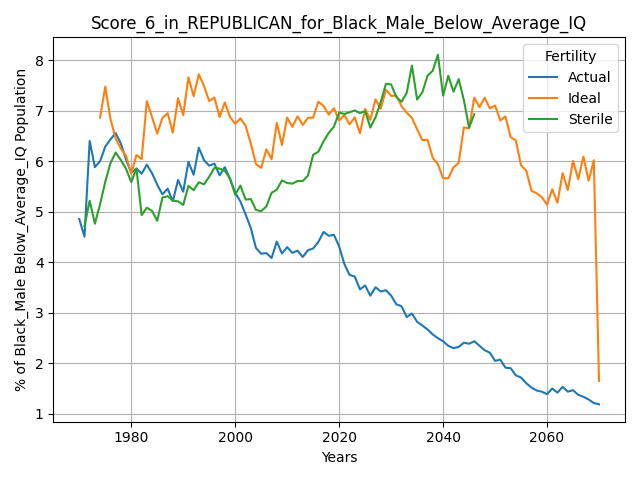 Score_6_in_REPUBLICAN_for_Black_Male_Below_Average_IQ
% of Black_Male Below_Average_IQ Population
8
7
6
5
4
3
2
1
1980 2000 2020 2040 2060
Years
Fertility
Actual
Ideal
Sterile